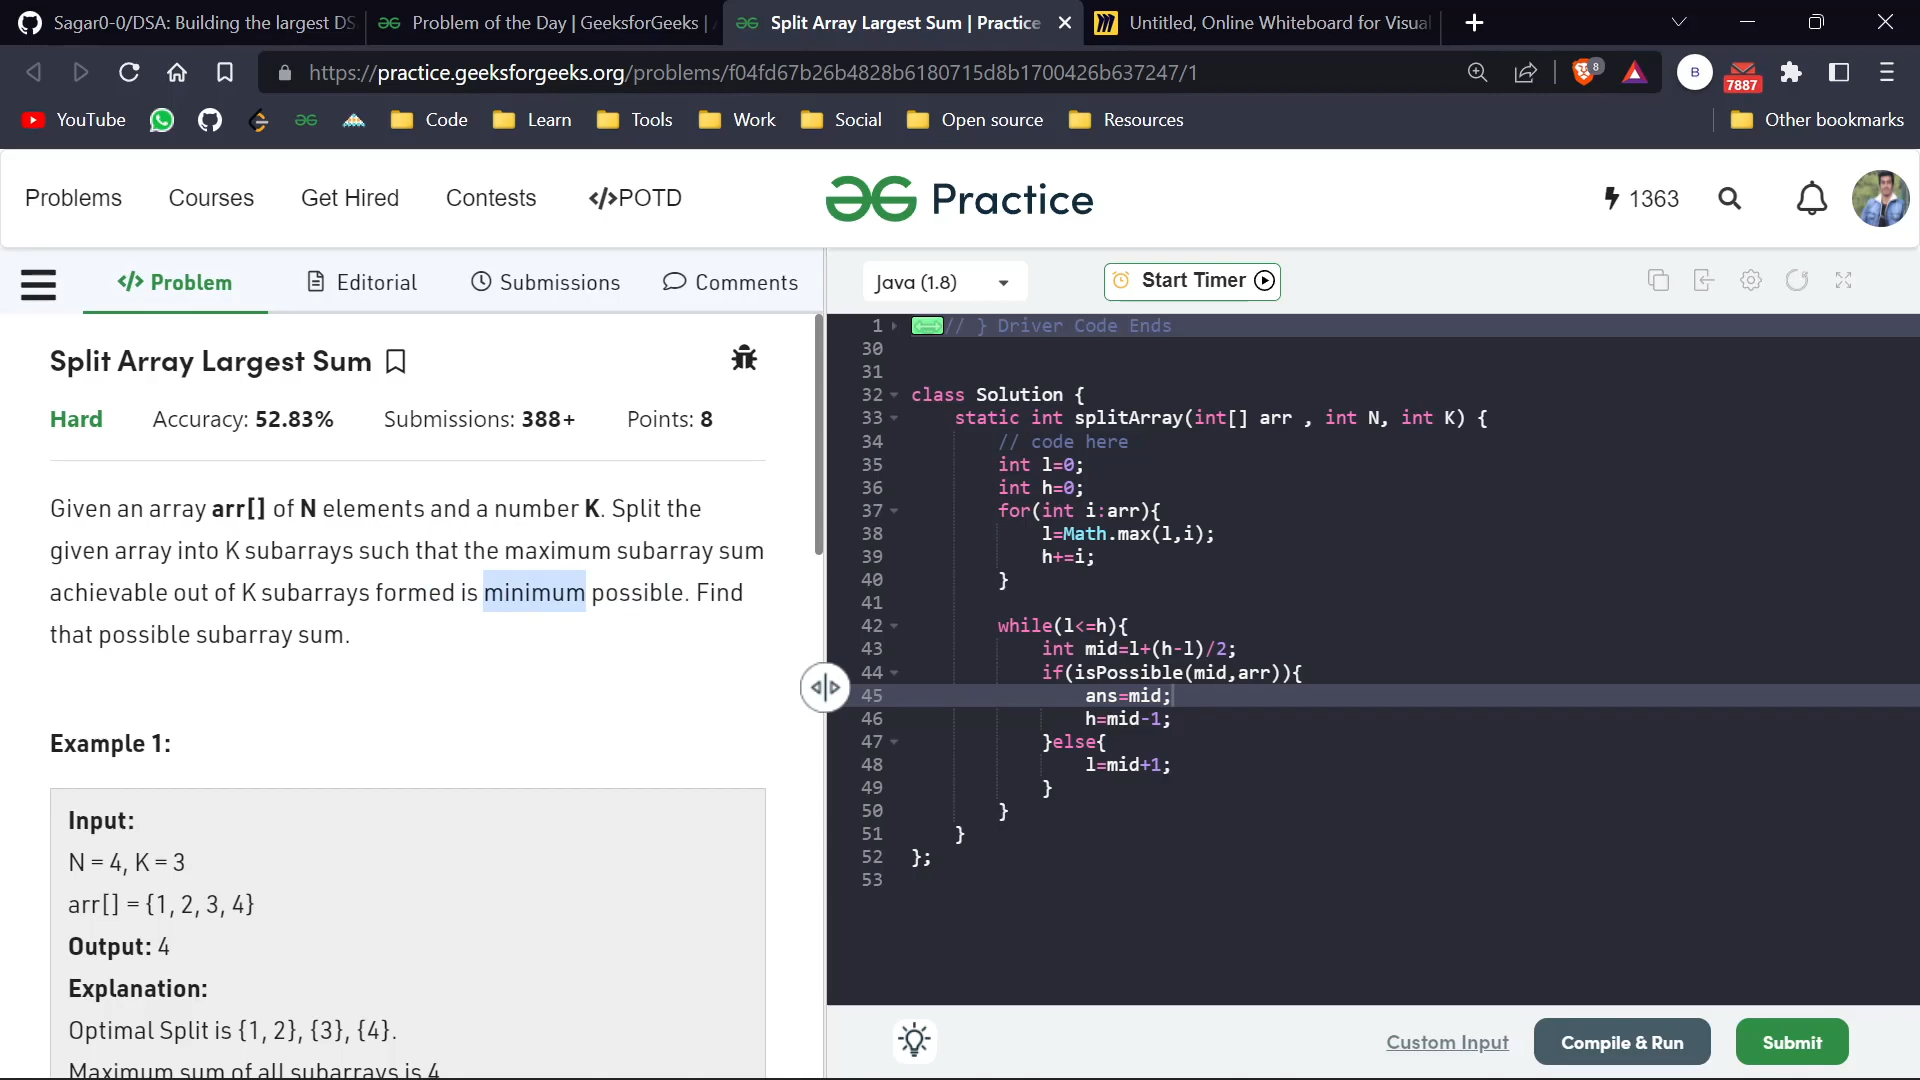 Sagar0-0/DSA: Building the largest DS
Problem of the Day | GeeksforGeeks |
Split Array Largest Sum | Practice
Untitled, Online Whiteboard for Visual
https://practice.geeksforgeeks.org/problems/f04fd67b26b4828b6180715d8b1700426b637247/1
8
B
7887
YouTube
Code
Learn
Tools
Work
Social
Open source
Resources
Other bookmarks
Problems
Courses
Get Hired
Contests
</>POTD
Practice
1363
</> Problem
Editorial
Submissions
Comments
Java (1.8)
Start Timer
Split Array Largest Sum
Hard Accuracy: 52.83% Submissions: 388+ Points: 8
Given an array arr[] of N elements and a number K. Split the
given array into K subarrays such that the maximum subarray sum
achievable out of K subarrays formed is minimum possible. Find
that possible subarray sum.
Example 1:
Input:
N = 4, K = 3
arr[] = {1, 2, 3, 4}
Output: 4
Explanation:
Optimal Split is {1, 2}, {3}, {4}.
Maximum sum of all subarrays is 4
1 // } Driver Code Ends
30
31
32 class Solution {
33 static int splitArray(int[] arr , int N, int K) {
34 // code here
35 int l=0;
36 int h=0;
37 for(int i:arr){
38 l=Math.max(l,i);
39 h+=i;
40 }
41
42 while(l<=h){
43 int mid=l+(h-l)/2;
44 if(isPossible(mid,arr)){
45 ans=mid;
46 h=mid-1;
47 }else{
48 l=mid+1;
49 }
50 }
51 }
52 };
53
Custom Input
Compile & Run
Submit